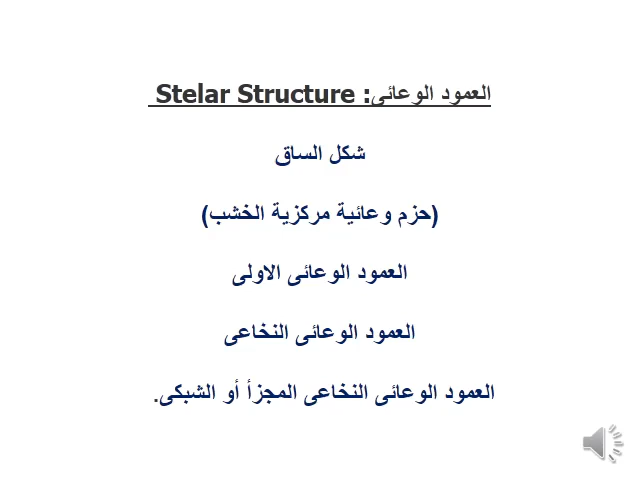 العمود الوعائى: Stelar Structure
شكل الساق
(حزم وعائية مركزية الخشب)
العمود الوعائى الاولى
العمود الوعائى النخاعى
العمود الوعائى النخاعى المجزأ أو الشبكى.